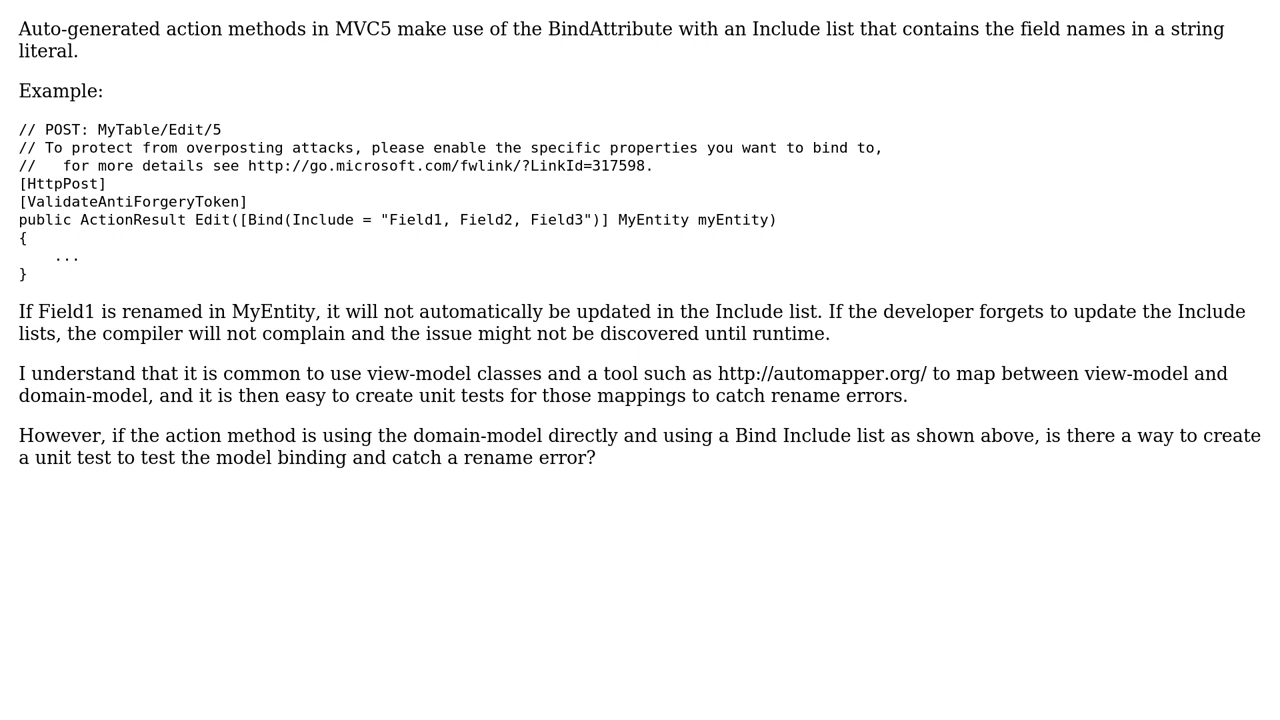 Auto-generated action methods in MVC5 make use of the BindAttribute with an Include list that contains the field names in a string
literal.
Example:
// POST: MyTable/Edit/5
// To protect from overposting attacks, please enable the specific properties you want to bind to,
//   for more details see http://go.microsoft.com/fwlink/?LinkId=317598.
[HttpPost]
[ValidateAntiForgeryToken]
public ActionResult Edit([Bind(Include = "Field1, Field2, Field3")] MyEntity myEntity)
{
    ...
}
If Field1 is renamed in MyEntity, it will not automatically be updated in the Include list. If the developer forgets to update the Include
lists, the compiler will not complain and the issue might not be discovered until runtime.
I understand that it is common to use view-model classes and a tool such as http://automapper.org/ to map between view-model and
domain-model, and it is then easy to create unit tests for those mappings to catch rename errors.
However, if the action method is using the domain-model directly and using a Bind Include list as shown above, is there a way to create
a unit test to test the model binding and catch a rename error?